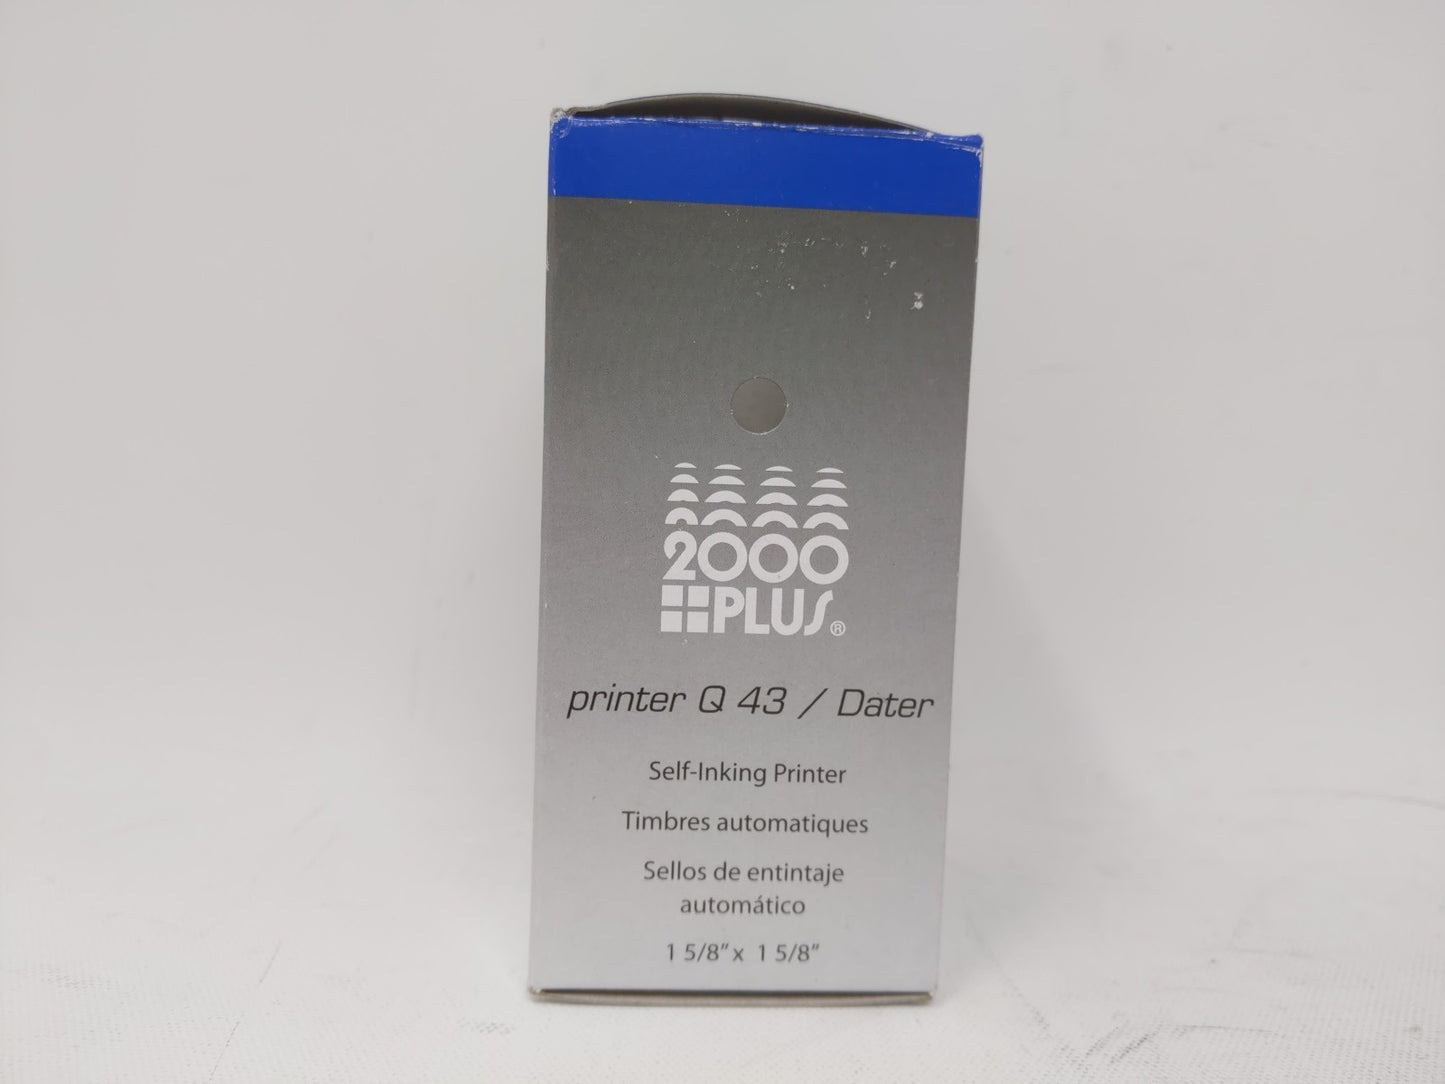 2000
PLUS®
printer Q 43 / Dater
Self-Inking Printer
Timbres automatiques
Sellos de entintaje
automático
1 5/8" x 1 5/8"